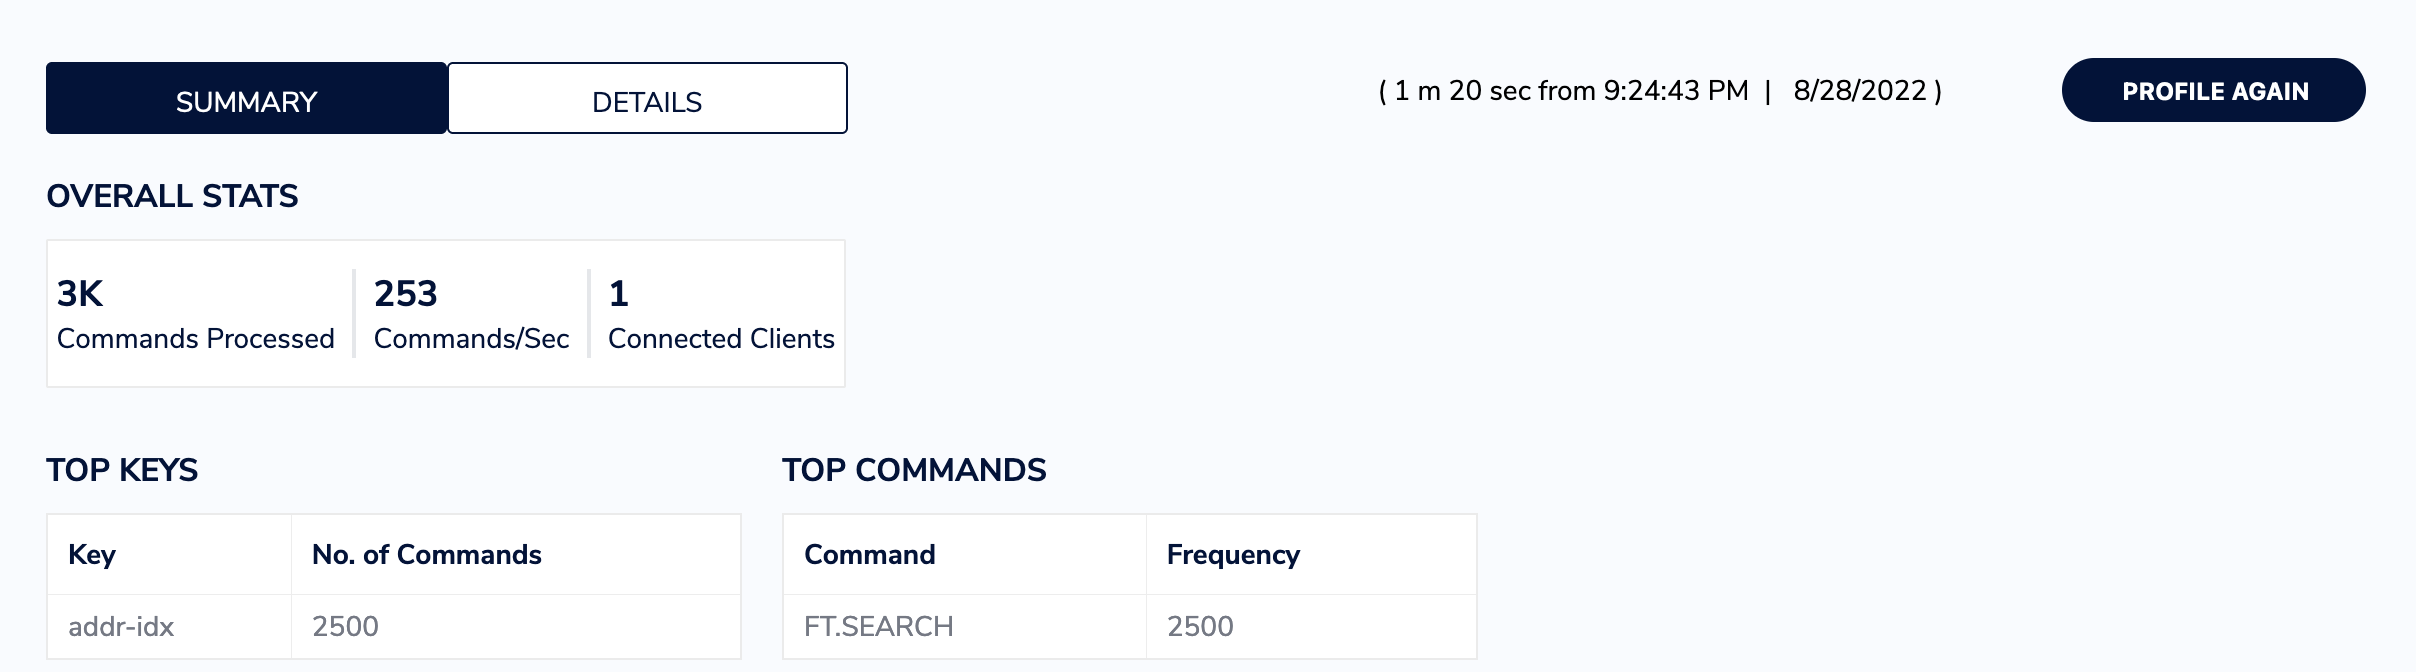 SUMMARY DETAILS ( 1 m 20 sec from 9:24:43 PM | 8/28/2022 ) PROFILE AGAIN
OVERALL STATS
3K 253 1
Commands Processed Commands/Sec Connected Clients
TOP KEYS TOP COMMANDS
Key No. of Commands Command Frequency
addr-idx 2500 FT.SEARCH 2500